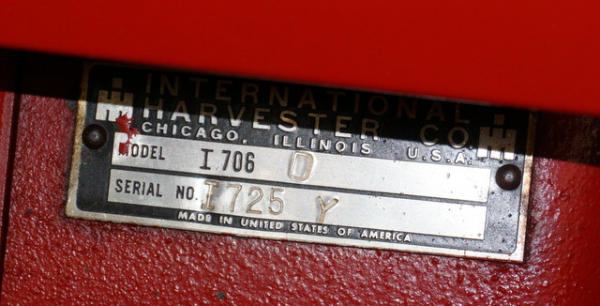 INTERNATIONAL
HARVESTER CO.
CHICAGO, ILLINOIS U.S.A.
MODEL I 706 D
SERIAL NO. I725 Y
MADE IN UNITED STATES OF AMERICA